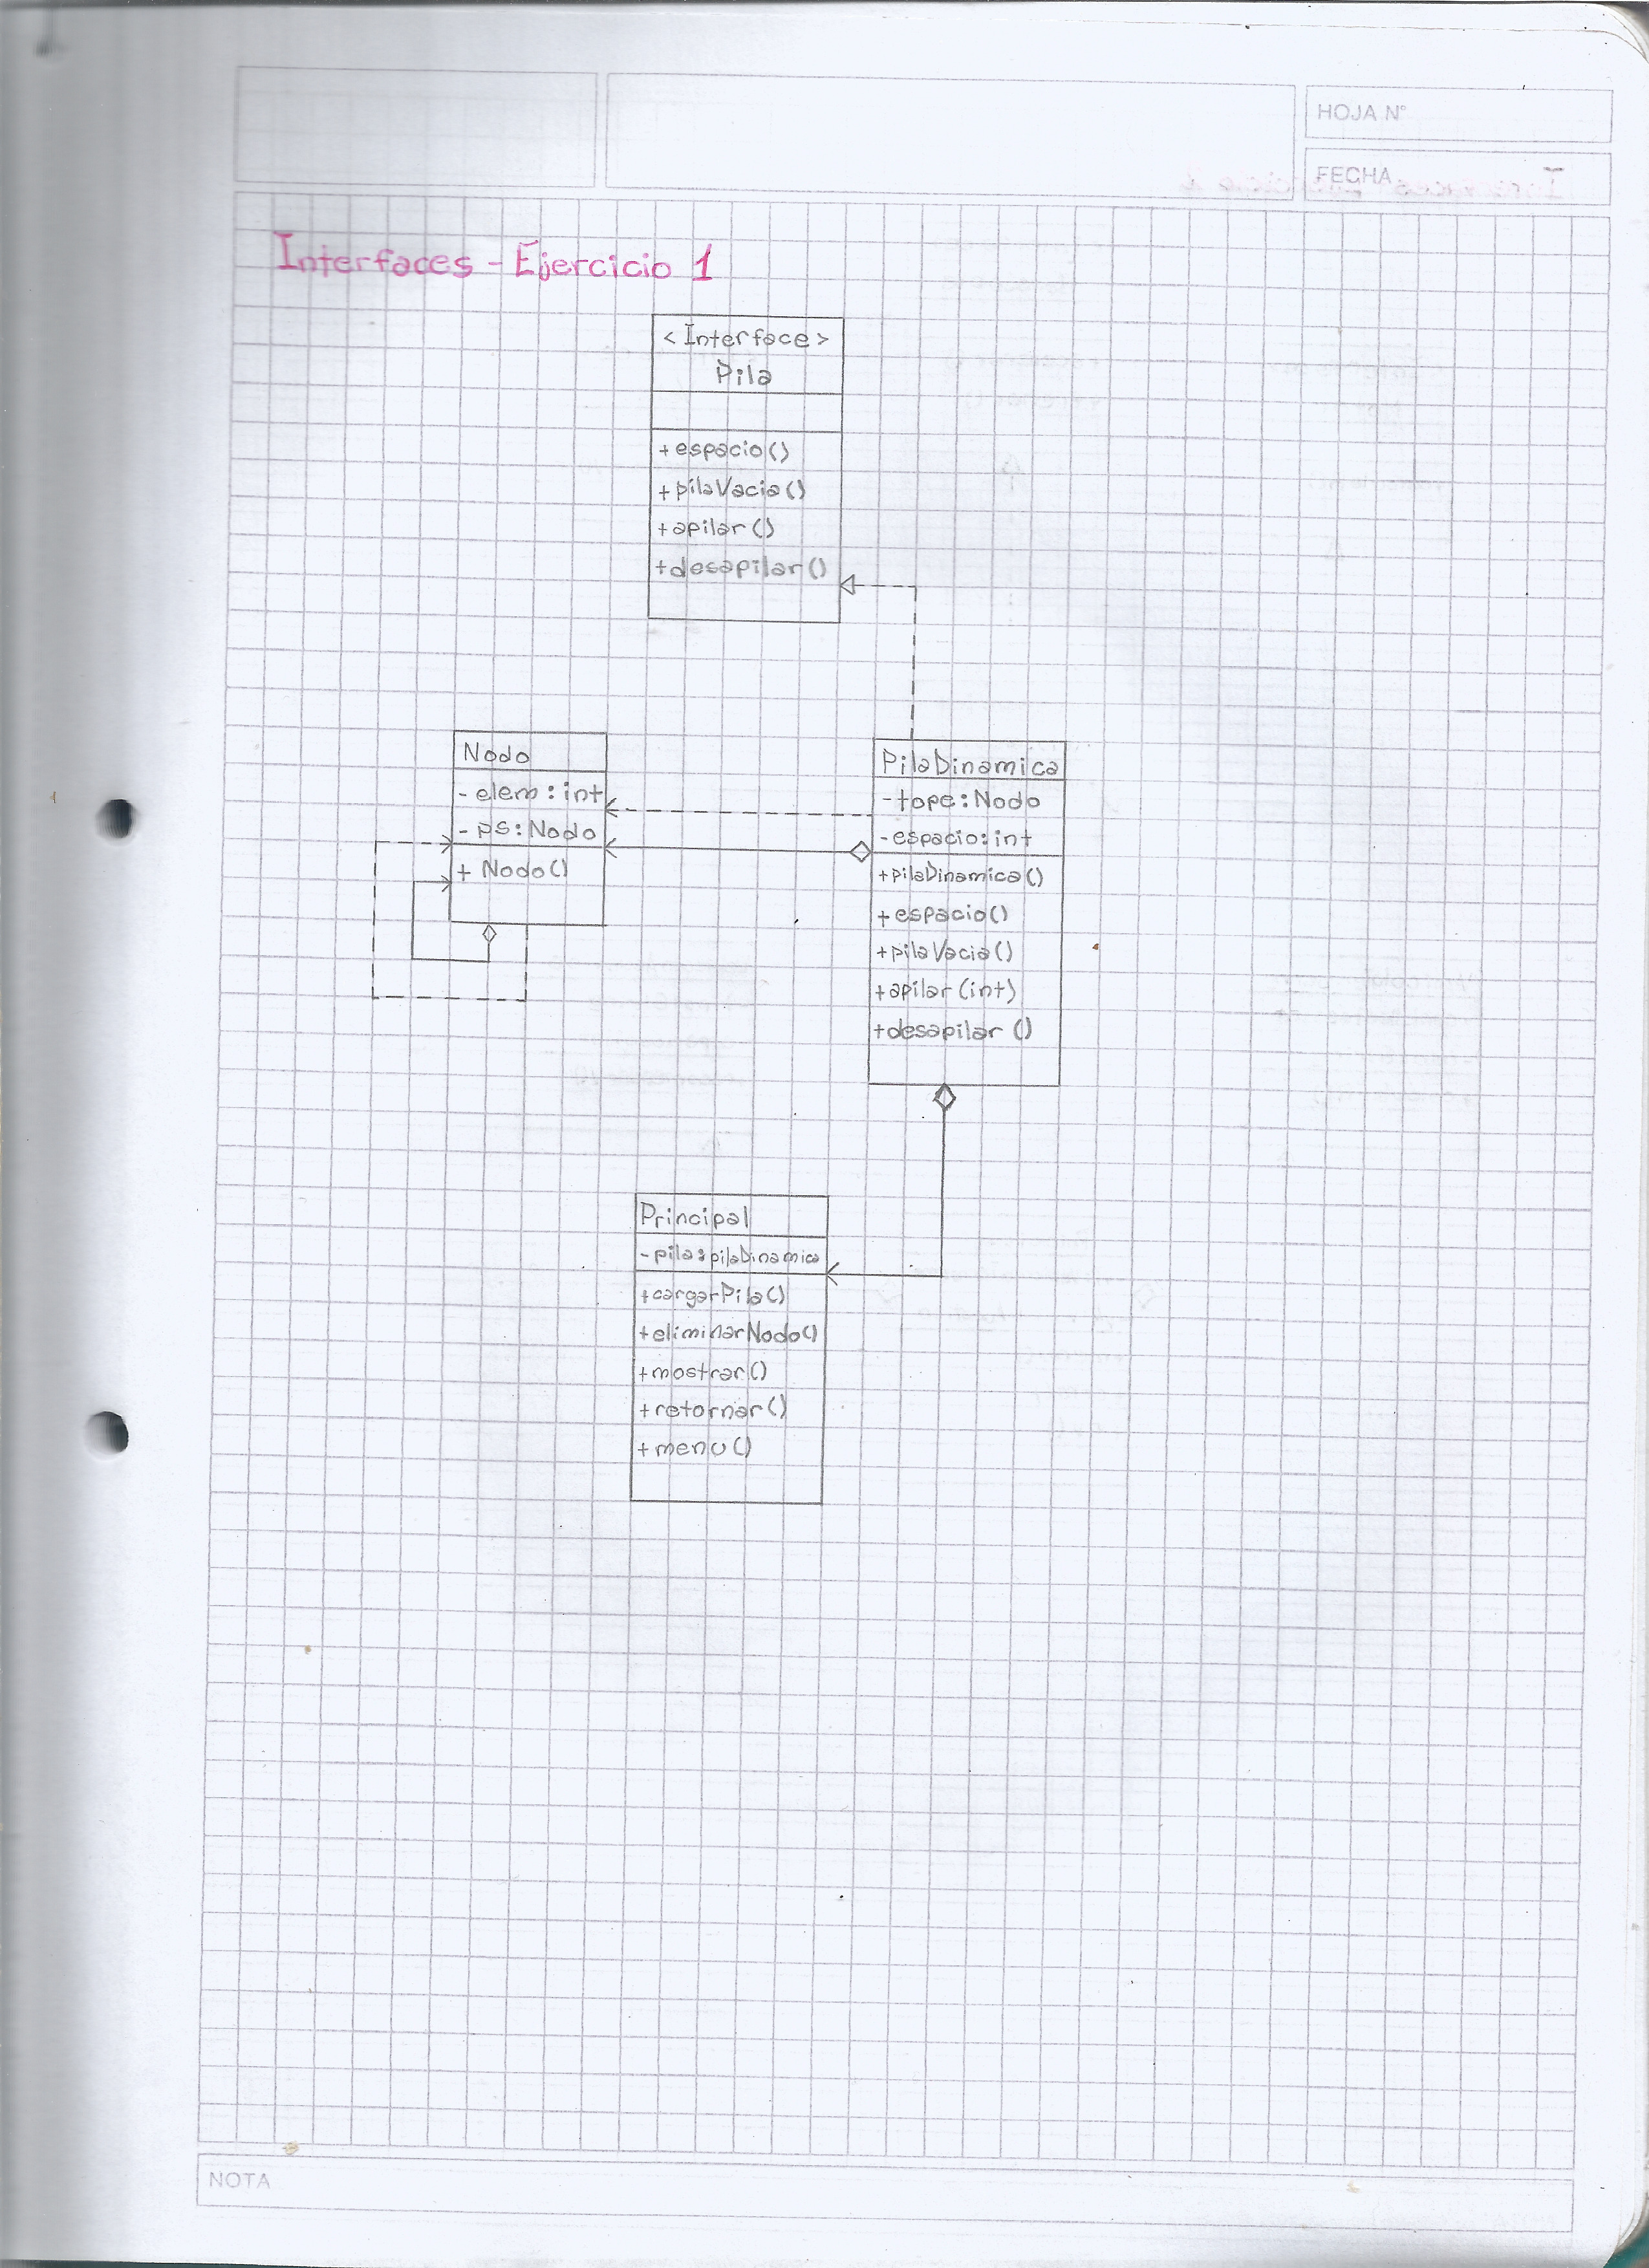 HOJA N°
FECHA
Interfaces - Ejercicio 1
<Interface>
Pila
+espacio()
+pilaVacia()
+apilar()
+desapilar()
Nodo
- elem : int
- ps : Nodo
+ Nodo()
PilaDinamica
-tope: Nodo
-espacio: int
+pilaDinamica()
+espacio()
+pilaVacia()
+apilar (int)
+desapilar ()
Principal
- pila: pilaDinamica
+cargarPila()
+eliminarNodo()
+mostrar()
+retornar()
+menu()
NOTA